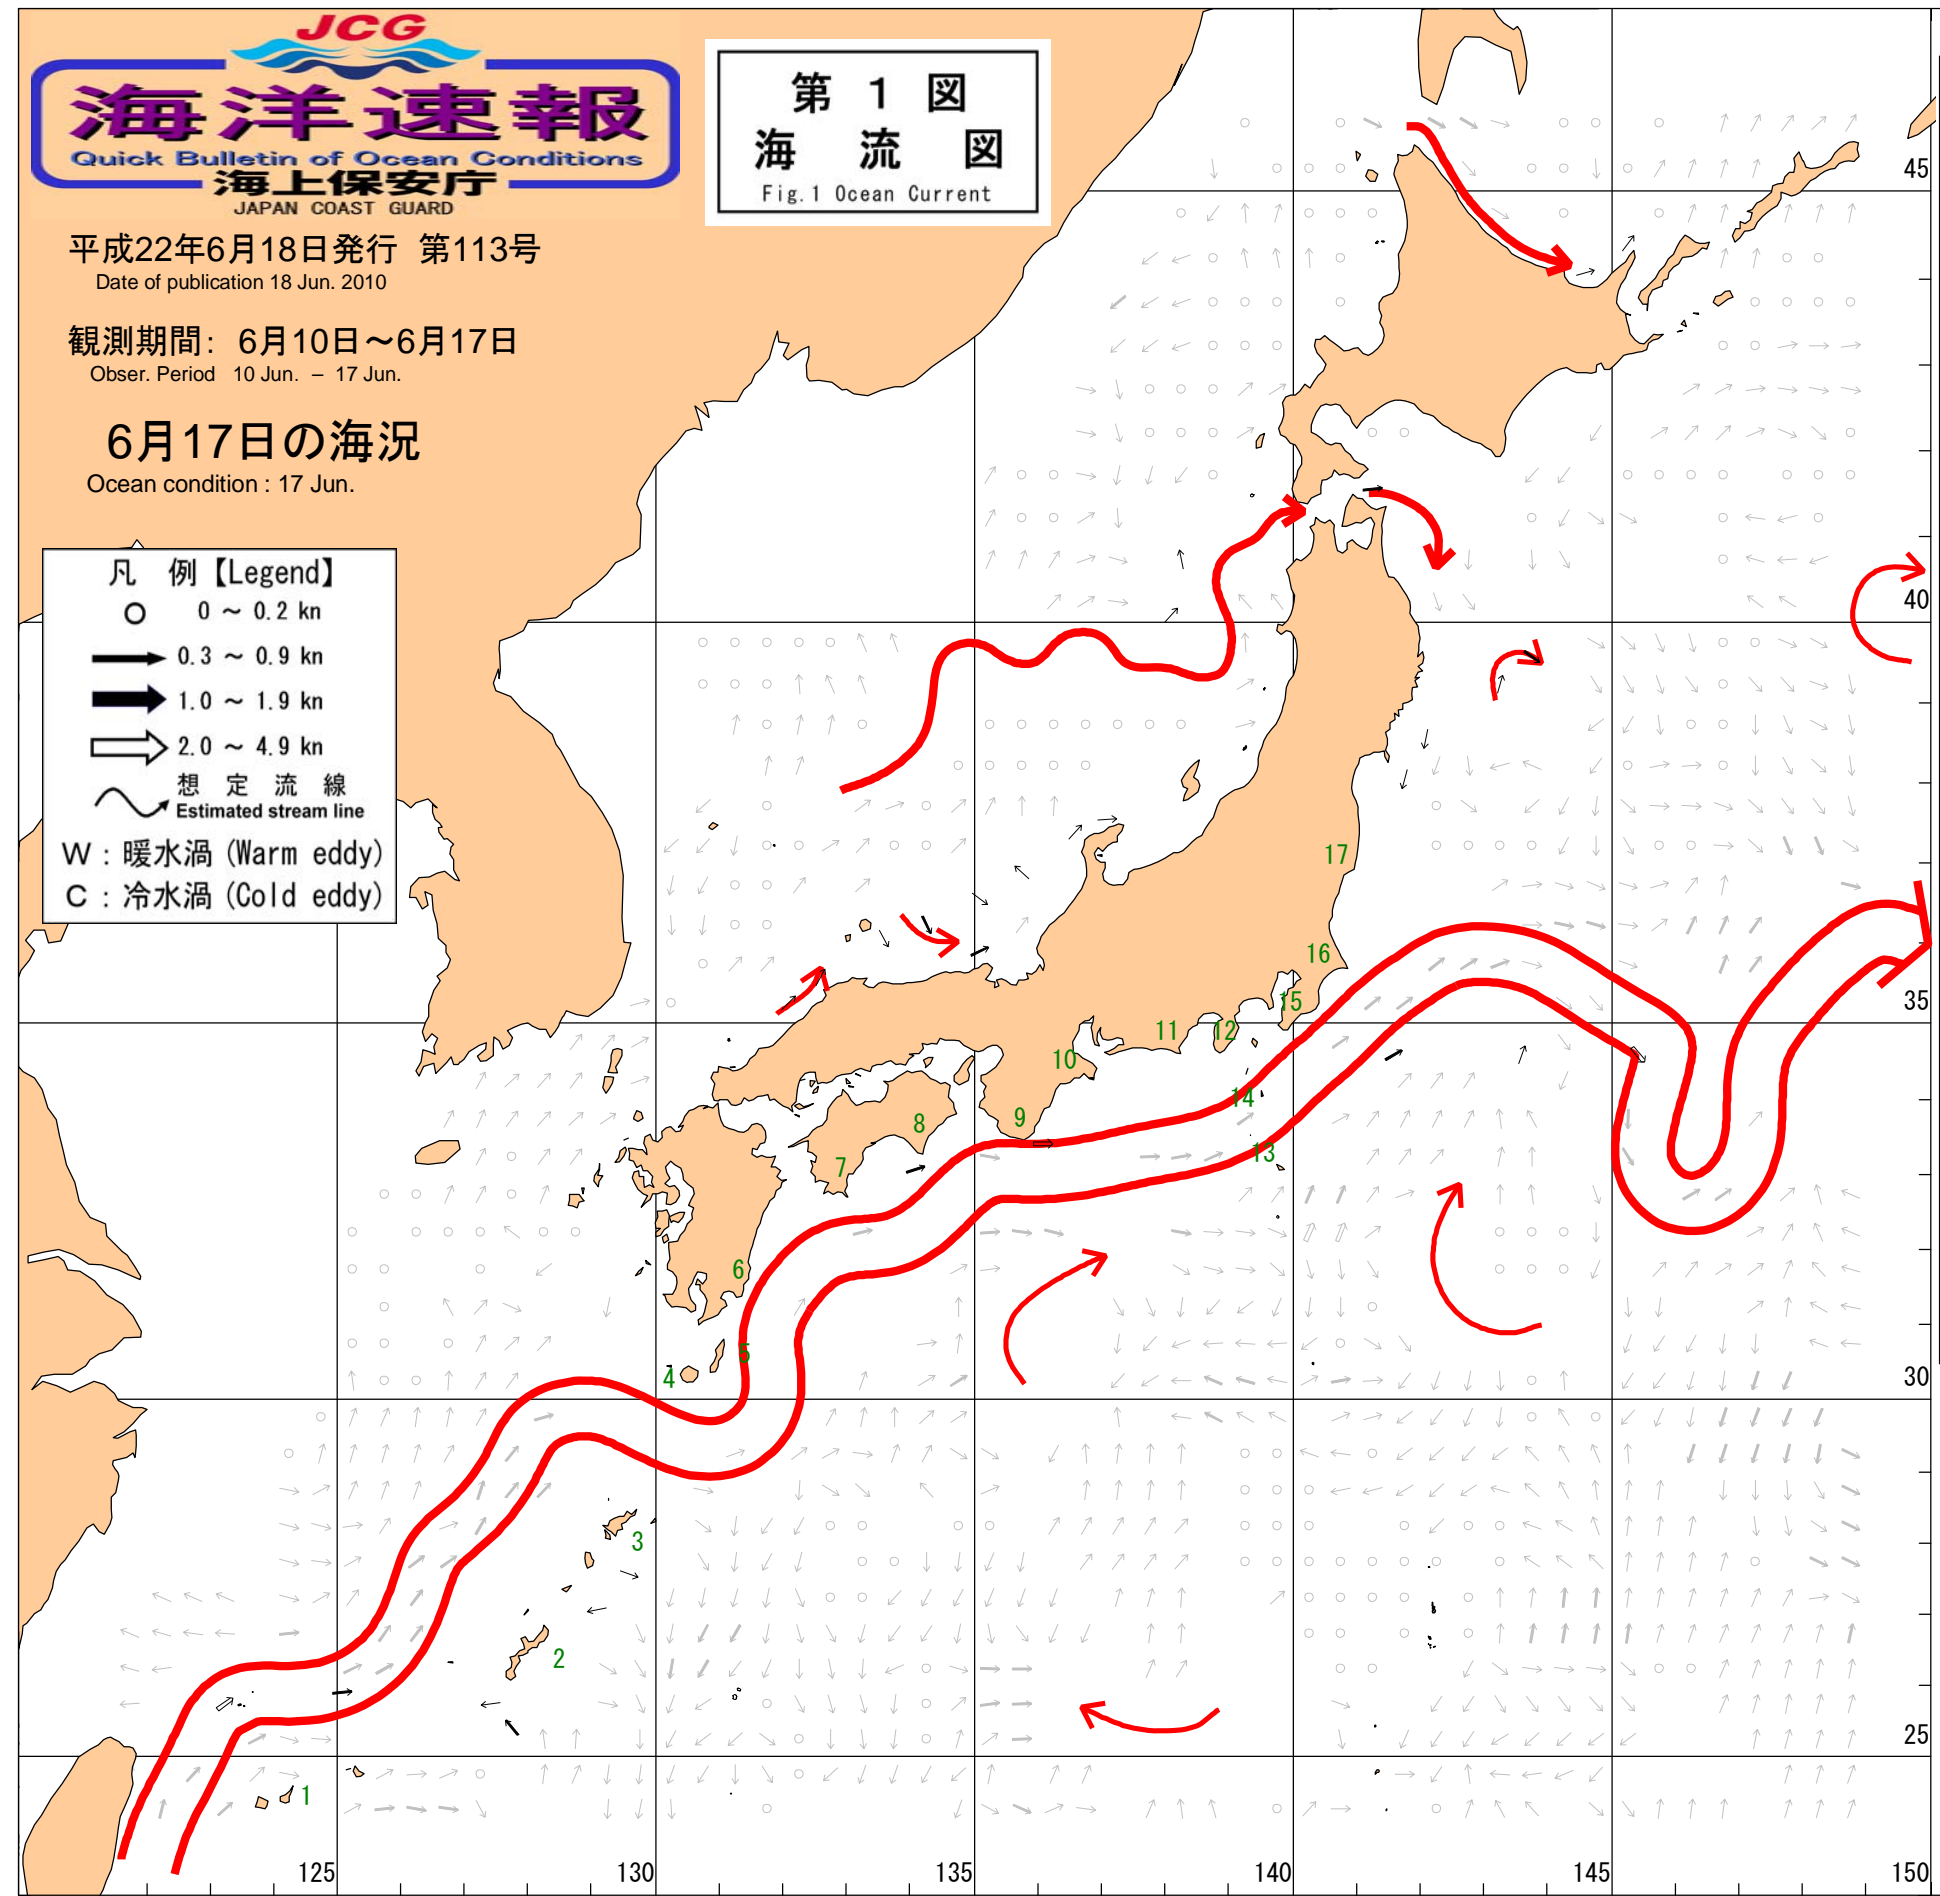 JCG
海洋速報
Quick Bulletin of Ocean Conditions
海上保安庁
JAPAN COAST GUARD
第 1 図
海 流 図
Fig.1 Ocean Current
平成22年6月18日発行 第113号
Date of publication 18 Jun. 2010
観測期間: 6月10日～6月17日
Obser. Period 10 Jun. – 17 Jun.
6月17日の海況
Ocean condition : 17 Jun.
凡 例【Legend】
0 ～ 0.2 kn
0.3 ～ 0.9 kn
1.0 ～ 1.9 kn
2.0 ～ 4.9 kn
想 定 流 線
Estimated stream line
W : 暖水渦 (Warm eddy)
C : 冷水渦 (Cold eddy)
45
40
17
16
35
15
11
12
10
14
9
8
13
7
6
5
4
30
3
2
25
1
125
130
135
140
145
150